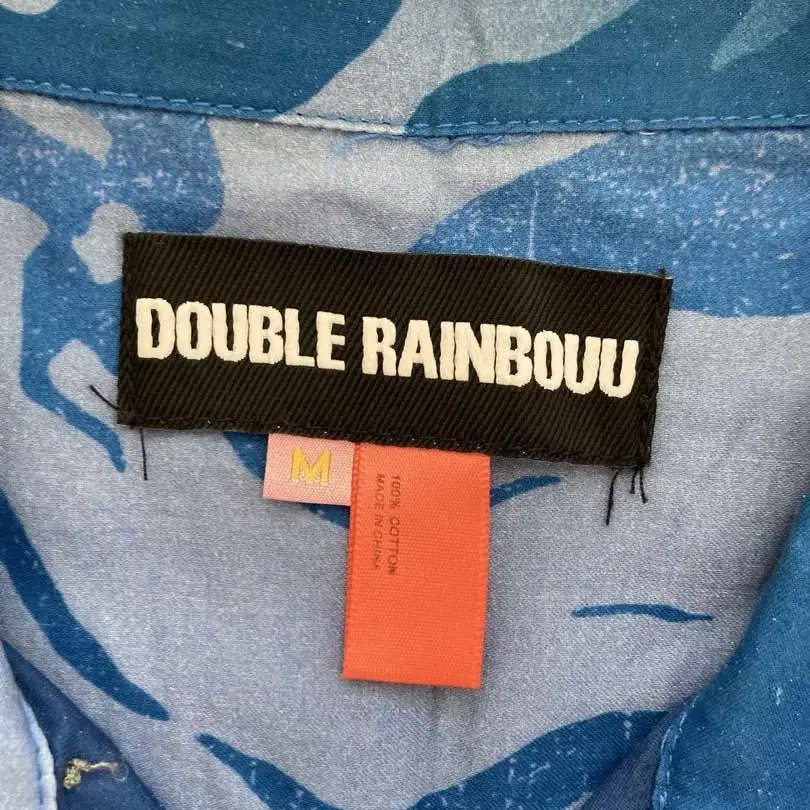 DOUBLE RAINBOUU
M
100% COTTON
MADE IN CHINA